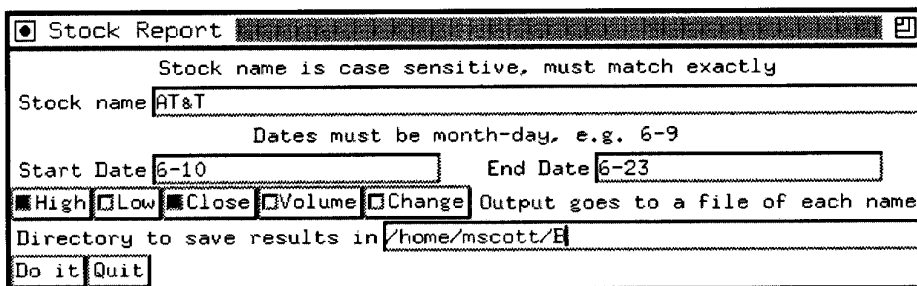 Stock Report
Stock name is case sensitive, must match exactly
Stock name AT&T
Dates must be month-day, e.g. 6-9
Start Date 6-10 End Date 6-23
High Low Close Volume Change Output goes to a file of each name
Directory to save results in /home/mscott/E
Do it Quit